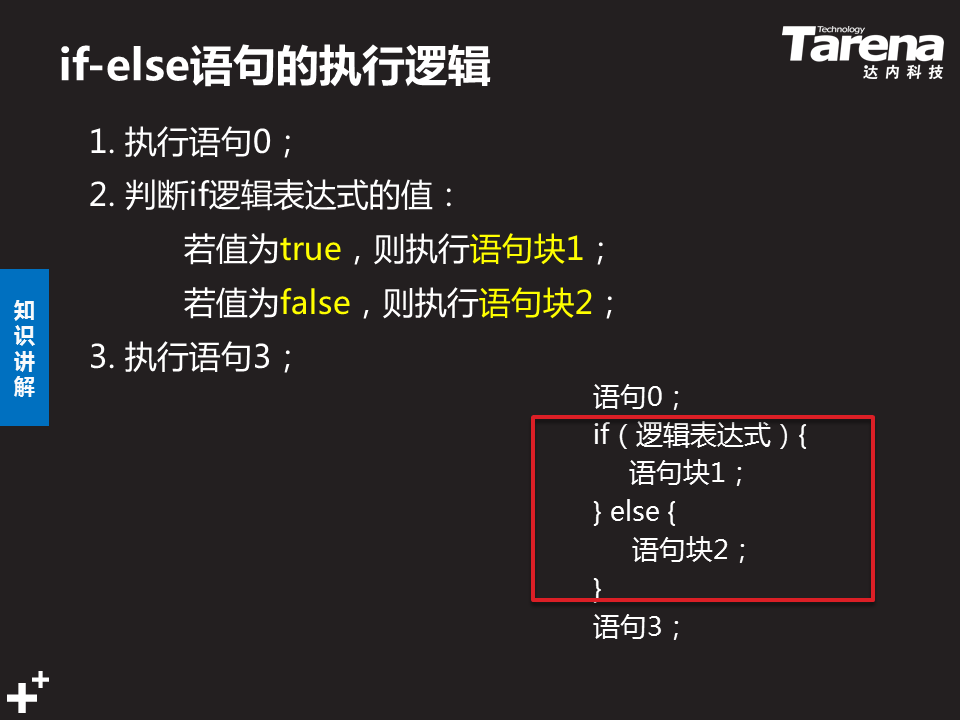 if-else语句的执行逻辑
Technology
Tarena
达内科技
1. 执行语句0；
2. 判断if逻辑表达式的值：
若值为true，则执行语句块1；
若值为false，则执行语句块2；
3. 执行语句3；
知识讲解
语句0；
if（逻辑表达式）{
语句块1；
} else {
语句块2；
}
语句3；